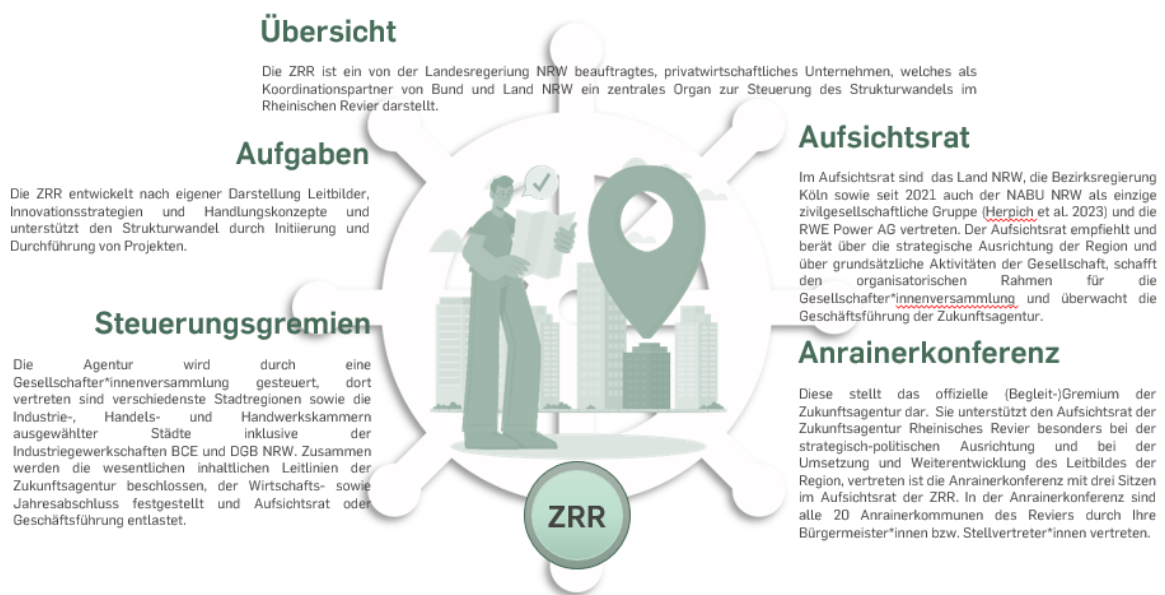 Übersicht
Die ZRR ist ein von der Landesregeriung NRW beauftragtes, privatwirtschaftliches Unternehmen, welches als
Koordinationspartner von Bund und Land NRW ein zentrales Organ zur Steuerung des Strukturwandels im
Rheinischen Revier darstellt.
Aufgaben
Die ZRR entwickelt nach eigener Darstellung Leitbilder,
Innovationsstrategien und Handlungskonzepte und
unterstützt den Strukturwandel durch Initiierung und
Durchführung von Projekten.
Steuerungsgremien
Die Agentur wird durch eine
Gesellschafter*innenversammlung gesteuert, dort
vertreten sind verschiedenste Stadtregionen sowie die
Industrie-, Handels- und Handwerkskammern
ausgewählter Städte inklusive der
Industriegewerkschaften BCE und DGB NRW. Zusammen
werden die wesentlichen inhaltlichen Leitlinien der
Zukunftsagentur beschlossen, der Wirtschafts- sowie
Jahresabschluss festgestellt und Aufsichtsrat oder
Geschäftsführung entlastet.
Aufsichtsrat
Im Aufsichtsrat sind das Land NRW, die Bezirksregierung
Köln sowie seit 2021 auch der NABU NRW als einzige
zivilgesellschaftliche Gruppe (Herpich et al. 2023) und die
RWE Power AG vertreten. Der Aufsichtsrat empfiehlt und
berät über die strategische Ausrichtung der Region und
über grundsätzliche Aktivitäten der Gesellschaft, schafft
den organisatorischen Rahmen für die
Gesellschafter*innenversammlung und überwacht die
Geschäftsführung der Zukunftsagentur.
Anrainerkonferenz
Diese stellt das offizielle (Begleit-)Gremium der
Zukunftsagentur dar. Sie unterstützt den Aufsichtsrat der
Zukunftsagentur Rheinisches Revier besonders bei der
strategisch-politischen Ausrichtung und bei der
Umsetzung und Weiterentwicklung des Leitbildes der
Region, vertreten ist die Anrainerkonferenz mit drei Sitzen
im Aufsichtsrat der ZRR. In der Anrainerkonferenz sind
alle 20 Anrainerkommunen des Reviers durch Ihre
Bürgermeister*innen bzw. Stellvertreter*innen vertreten.
ZRR